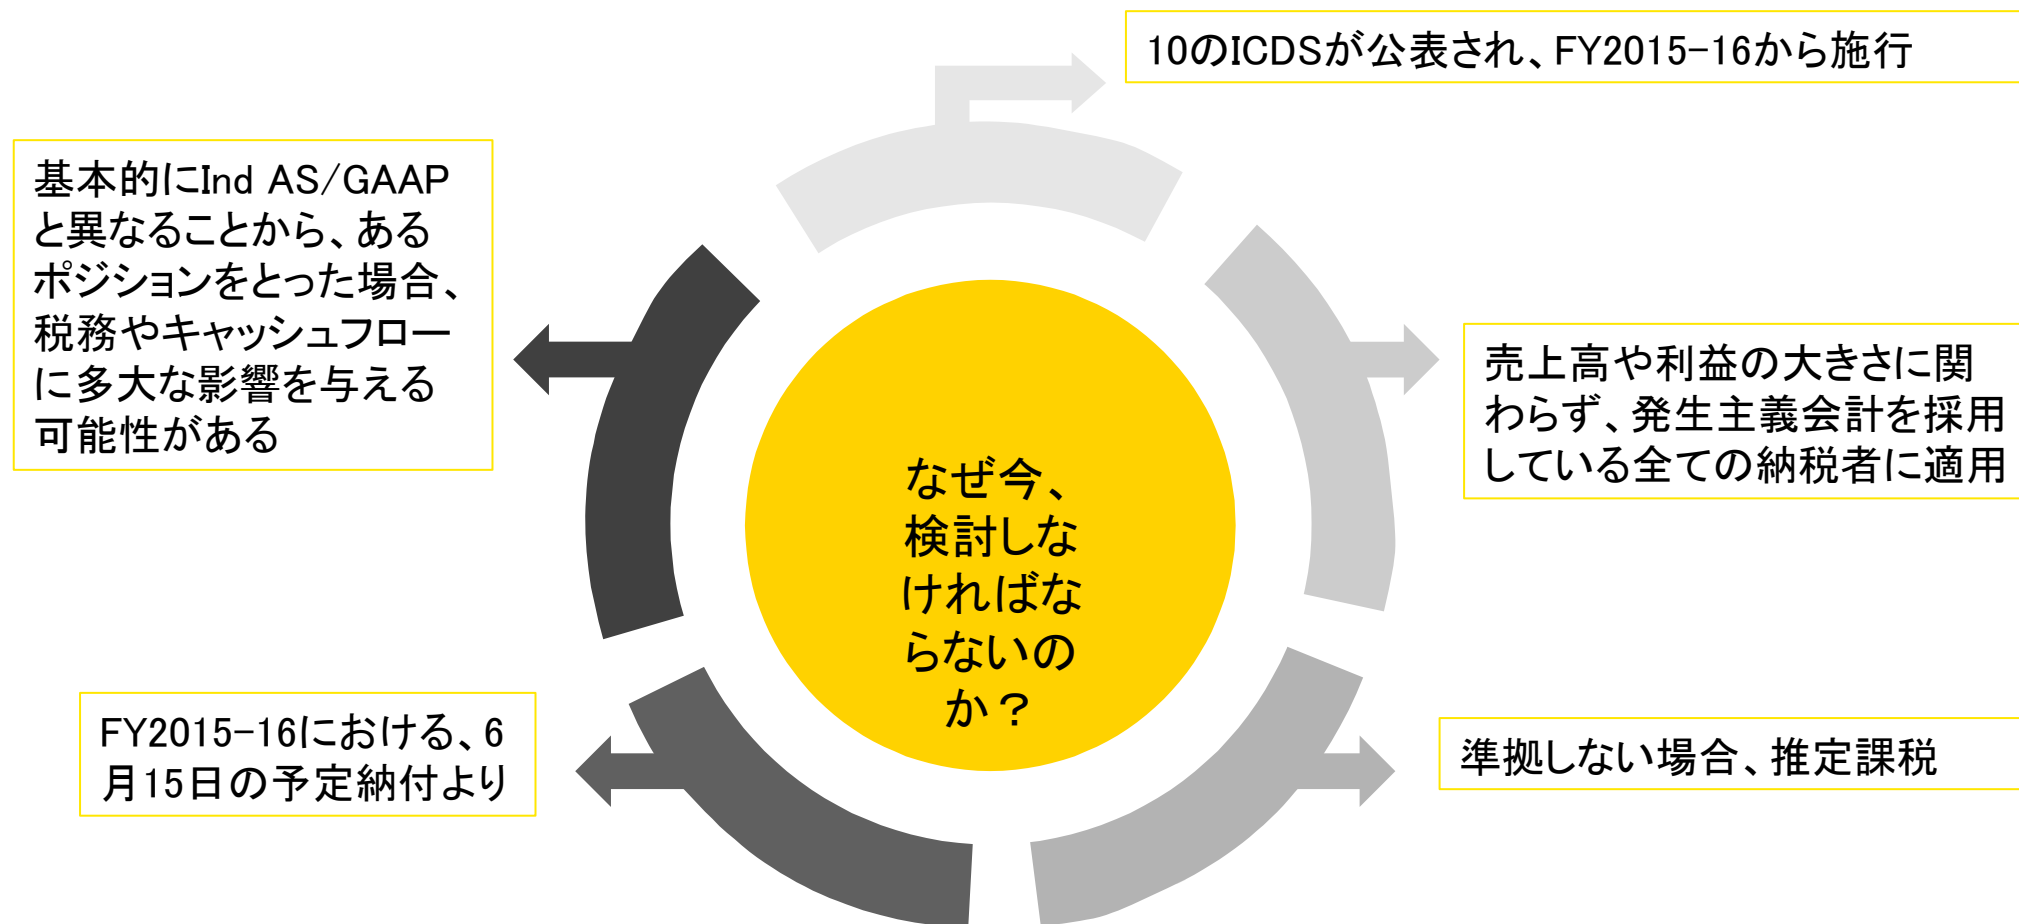 10のICDSが公表され、FY2015-16から施行
基本的にInd AS/GAAP
と異なることから、ある
ポジションをとった場合、
税務やキャッシュフロー
に多大な影響を与える
可能性がある
売上高や利益の大きさに関
わらず、発生主義会計を採用
している全ての納税者に適用
なぜ今、
検討しな
ければな
らないの
か？
FY2015-16における、6
月15日の予定納付より
準拠しない場合、推定課税